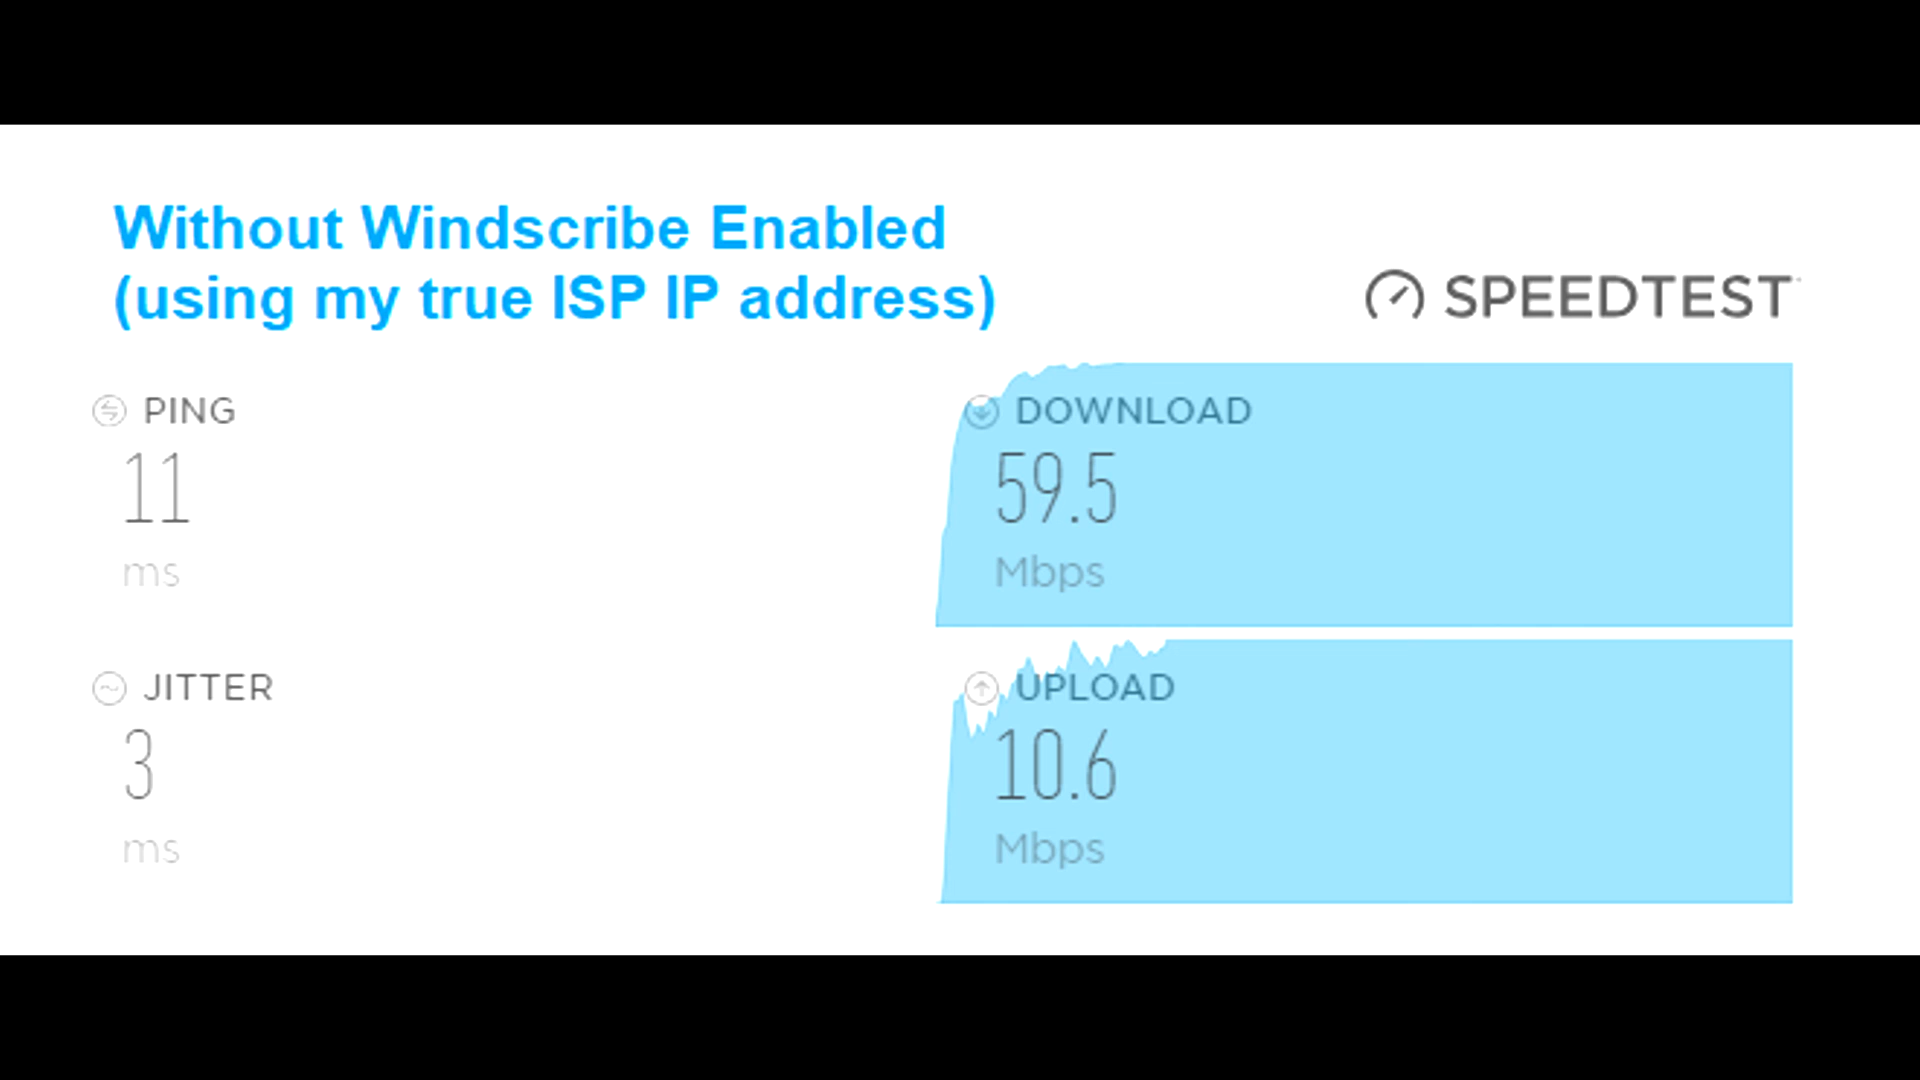 Without Windscribe Enabled
(using my true ISP IP address)
SPEEDTEST
PING
11
ms
DOWNLOAD
59.5
Mbps
JITTER
3
ms
UPLOAD
10.6
Mbps